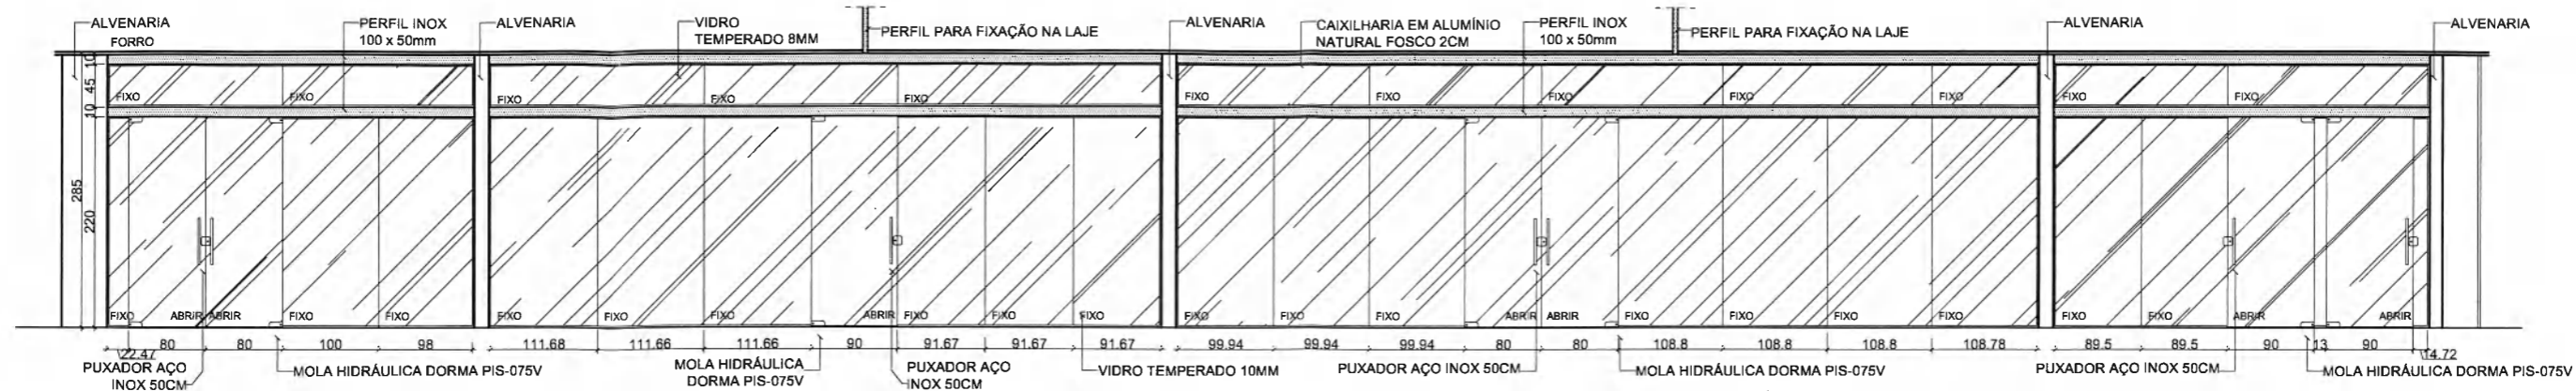 ALVENARIA
FORRO
PERFIL INOX
100 x 50mm
ALVENARIA
VIDRO
TEMPERADO 8MM
PERFIL PARA FIXAÇÃO NA LAJE
ALVENARIA
CAIXILHARIA EM ALUMÍNIO
NATURAL FOSCO 2CM
PERFIL INOX
100 x 50mm
PERFIL PARA FIXAÇÃO NA LAJE
ALVENARIA
ALVENARIA
10
45
10
285
220
FIXO FIXO FIXO FIXO FIXO FIXO FIXO FIXO FIXO FIXO FIXO FIXO
FIXO ABRIR ABRIR FIXO FIXO FIXO FIXO FIXO ABRIR FIXO FIXO FIXO FIXO FIXO FIXO ABRIR ABRIR FIXO FIXO FIXO FIXO FIXO FIXO ABRIR ABRIR
22.47 80 80 100 98 111.68 111.66 111.66 90 91.67 91.67 91.67 99.94 99.94 99.94 80 80 108.8 108.8 108.8 108.78 89.5 89.5 90 13 90 14.72
PUXADOR AÇO
INOX 50CM
MOLA HIDRÁULICA DORMA PIS-075V
MOLA HIDRÁULICA
DORMA PIS-075V
PUXADOR AÇO
INOX 50CM
VIDRO TEMPERADO 10MM
PUXADOR AÇO INOX 50CM
MOLA HIDRÁULICA DORMA PIS-075V
PUXADOR AÇO INOX 50CM
MOLA HIDRÁULICA DORMA PIS-075V